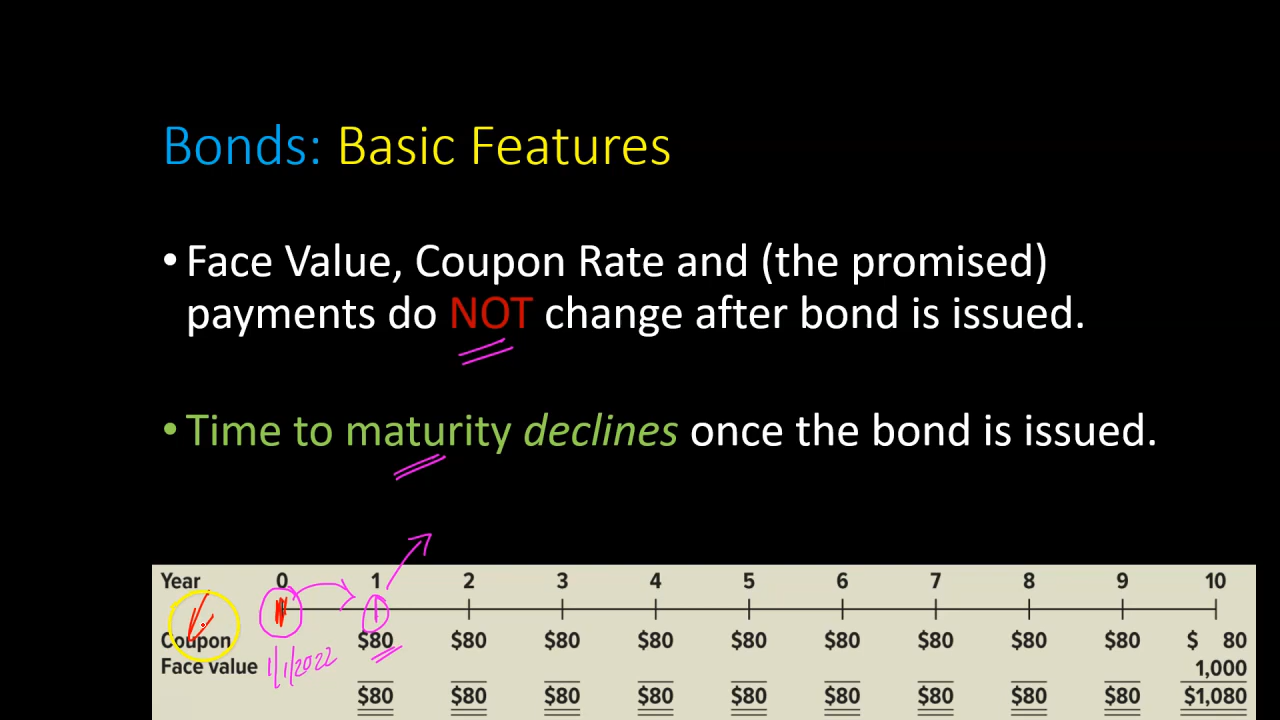 Bonds: Basic Features
• Face Value, Coupon Rate and (the promised)
payments do NOT change after bond is issued.
• Time to maturity declines once the bond is issued.
Year 0 1 2 3 4 5 6 7 8 9 10
Coupon $80 $80 $80 $80 $80 $80 $80 $80 $80 $ 80
Face value 1/1/2022 1,000
$80 $80 $80 $80 $80 $80 $80 $80 $80 $1,080